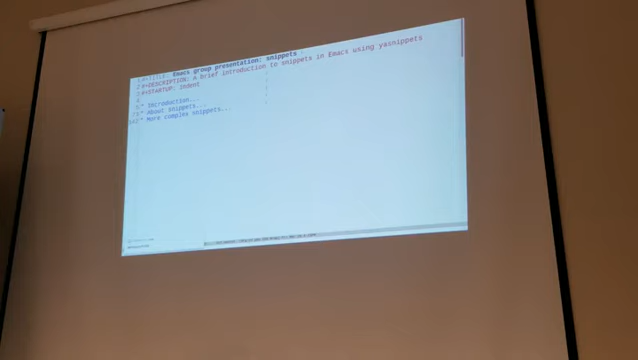 #+TITLE: Emacs group presentation: snippets
#+DESCRIPTION: A brief introduction to snippets in Emacs using yasnippets
#+STARTUP: indent
* Introduction...
* About Snippets...
* More complex snippets...